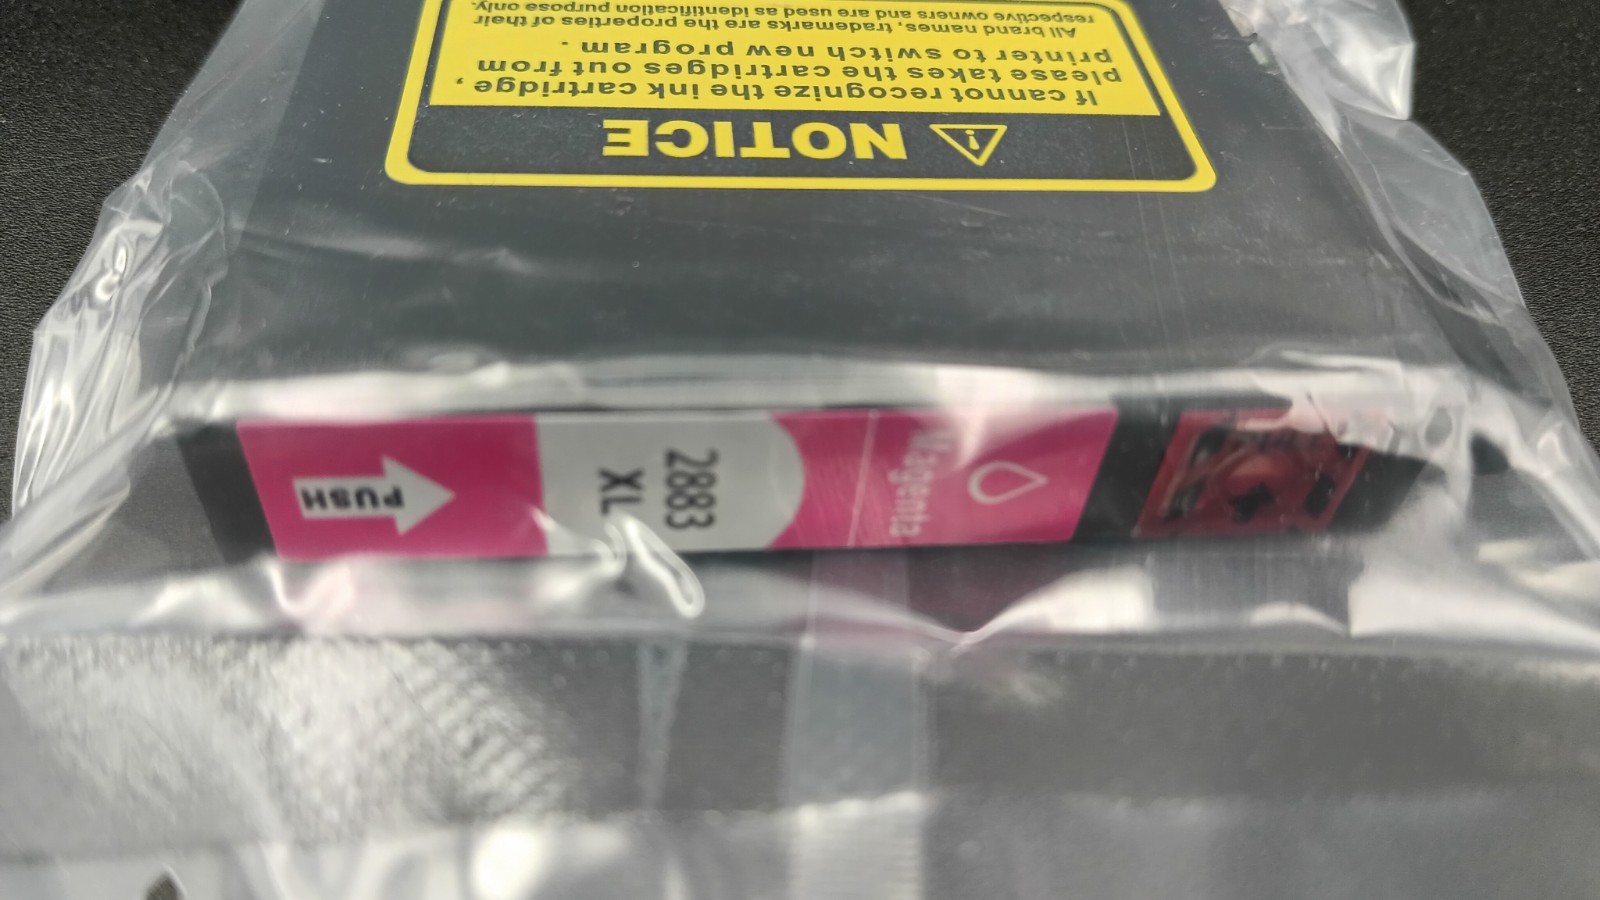 NOTICE
If cannot recognize the ink cartridge,
please takes the cartridges out from
printer to switch new program.
All brand names, trademarks are the properties of their
respective owners and are used as identification purpose only.
PUSH
2883
XL
Magenta